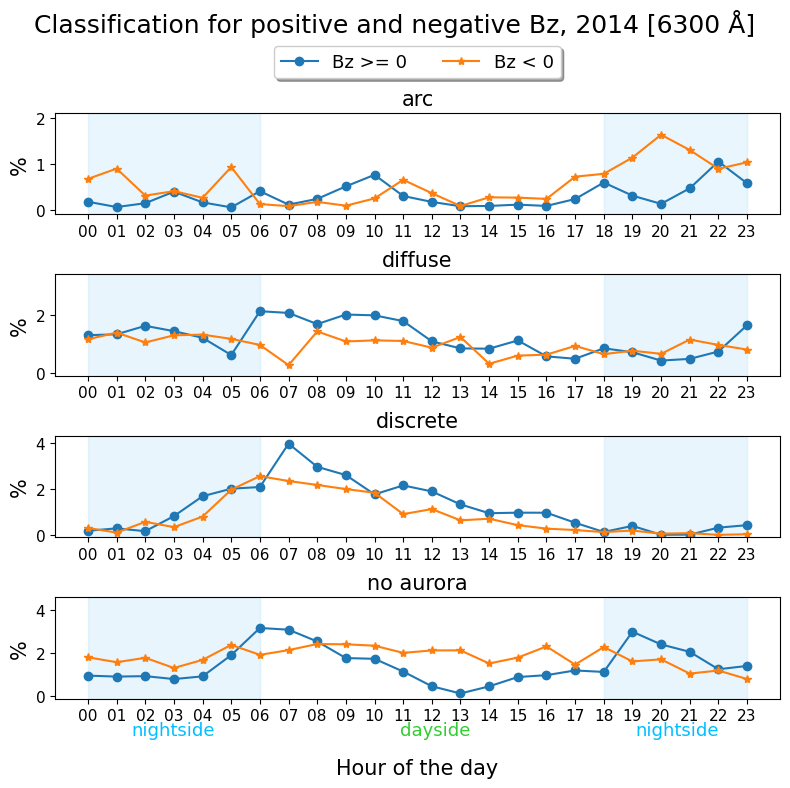 Classification for positive and negative Bz, 2014 [6300 Å]
Bz >= 0 Bz < 0
arc
%
2
1
0
00 01 02 03 04 05 06 07 08 09 10 11 12 13 14 15 16 17 18 19 20 21 22 23
diffuse
%
2
0
00 01 02 03 04 05 06 07 08 09 10 11 12 13 14 15 16 17 18 19 20 21 22 23
discrete
%
4
2
0
00 01 02 03 04 05 06 07 08 09 10 11 12 13 14 15 16 17 18 19 20 21 22 23
no aurora
%
4
2
0
00 01 02 03 04 05 06 07 08 09 10 11 12 13 14 15 16 17 18 19 20 21 22 23
nightside dayside nightside
Hour of the day